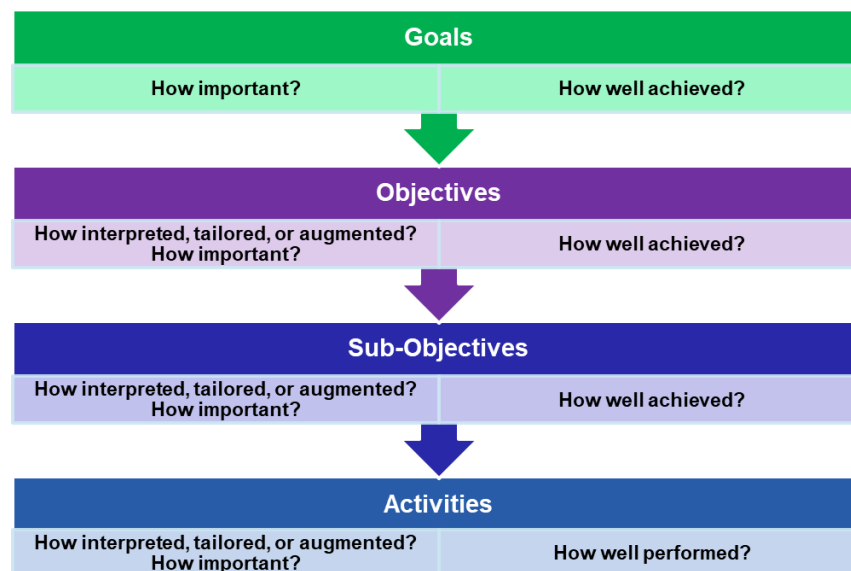 Goals
How important?
How well achieved?
Objectives
How interpreted, tailored, or augmented?
How important?
How well achieved?
Sub-Objectives
How interpreted, tailored, or augmented?
How important?
How well achieved?
Activities
How interpreted, tailored, or augmented?
How important?
How well performed?